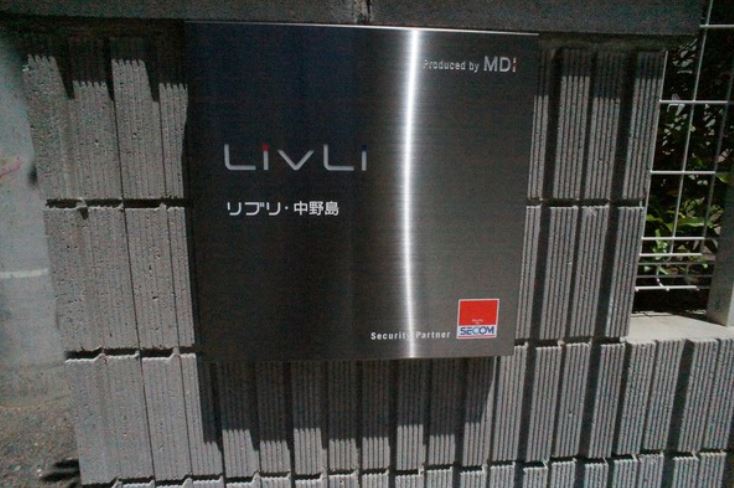 Produced by MDi
LivLi
リブリ・中野島
Security Partner
SECOM